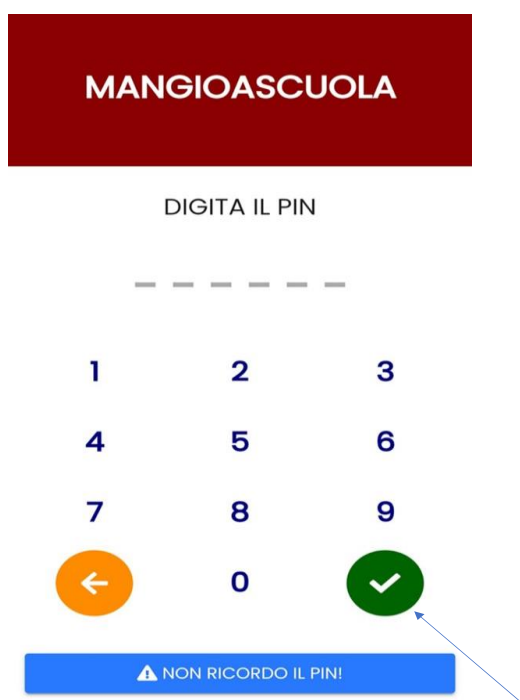 MANGIOASCUOLA
DIGITA IL PIN
1 2 3
4 5 6
7 8 9
0
NON RICORDO IL PIN!